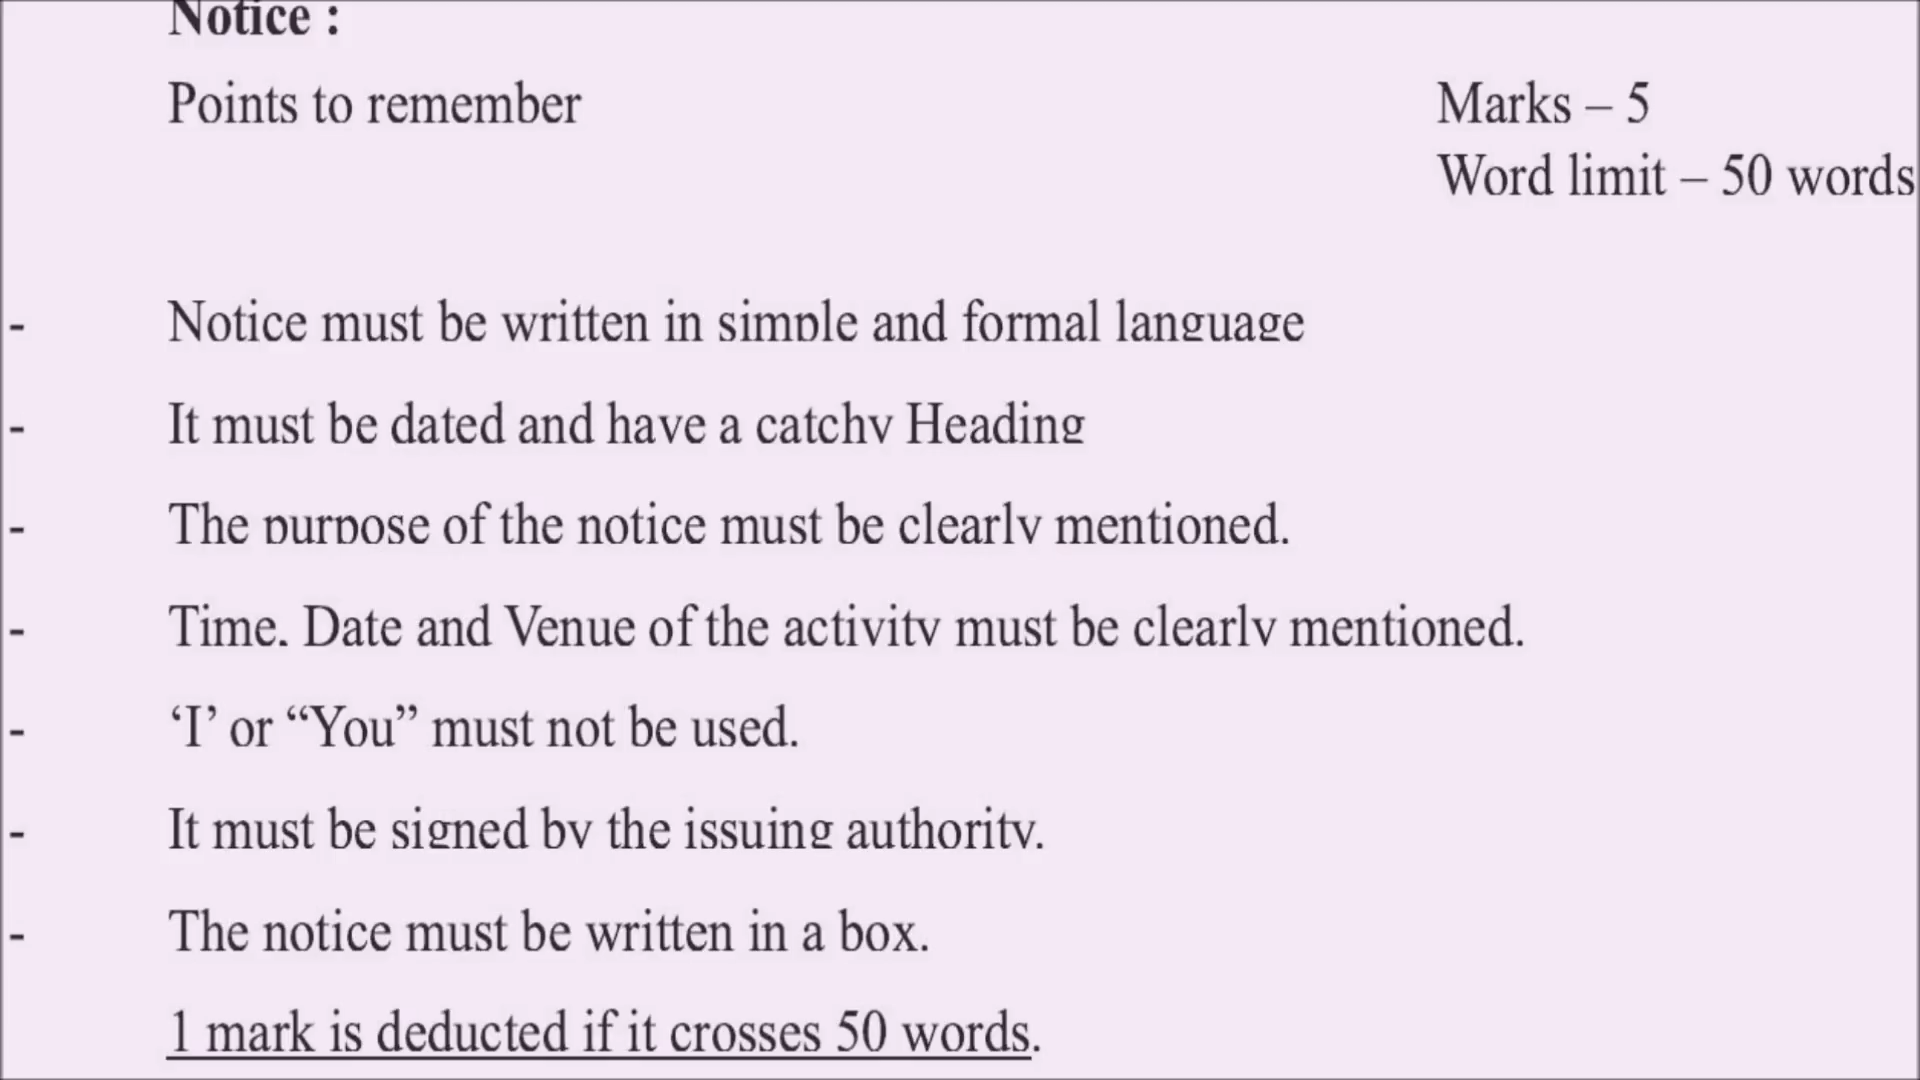 Notice :
Points to remember
Marks – 5
Word limit – 50 words
- Notice must be written in simple and formal language
- It must be dated and have a catchy Heading
- The purpose of the notice must be clearly mentioned.
- Time, Date and Venue of the activity must be clearly mentioned.
- ‘I’ or “You” must not be used.
- It must be signed by the issuing authority.
- The notice must be written in a box.
1 mark is deducted if it crosses 50 words.